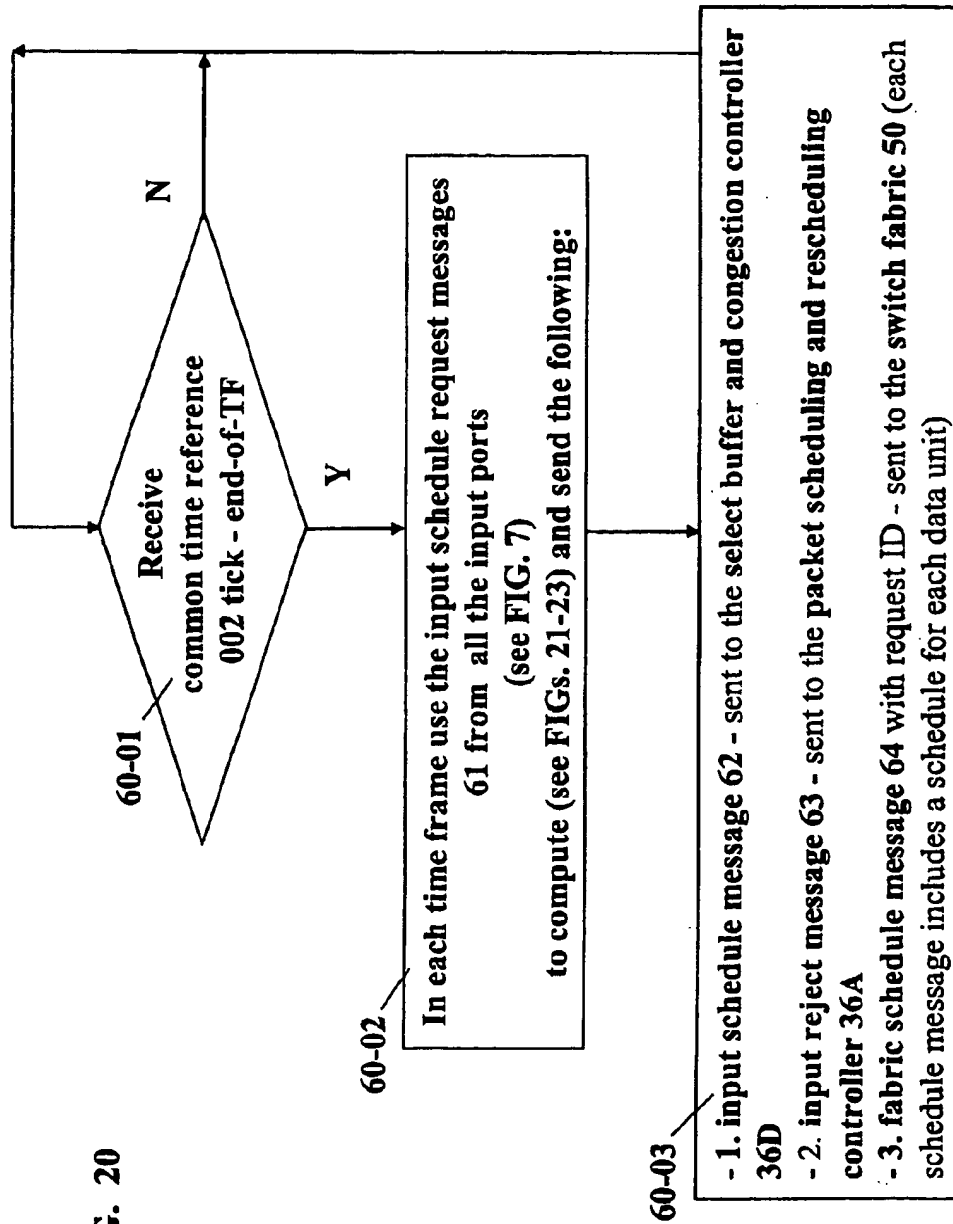 G. 20
60-01
Receive
common time reference
002 tick - end-of-TF
N
Y
60-02
In each time frame use the input schedule request messages
61 from all the input ports
(see FIG. 7)
to compute (see FIGs. 21-23) and send the following:
60-03
- 1. input schedule message 62 - sent to the select buffer and congestion controller
36D
- 2. input reject message 63 - sent to the packet scheduling and rescheduling
controller 36A
- 3. fabric schedule message 64 with request ID - sent to the switch fabric 50 (each
schedule message includes a schedule for each data unit)